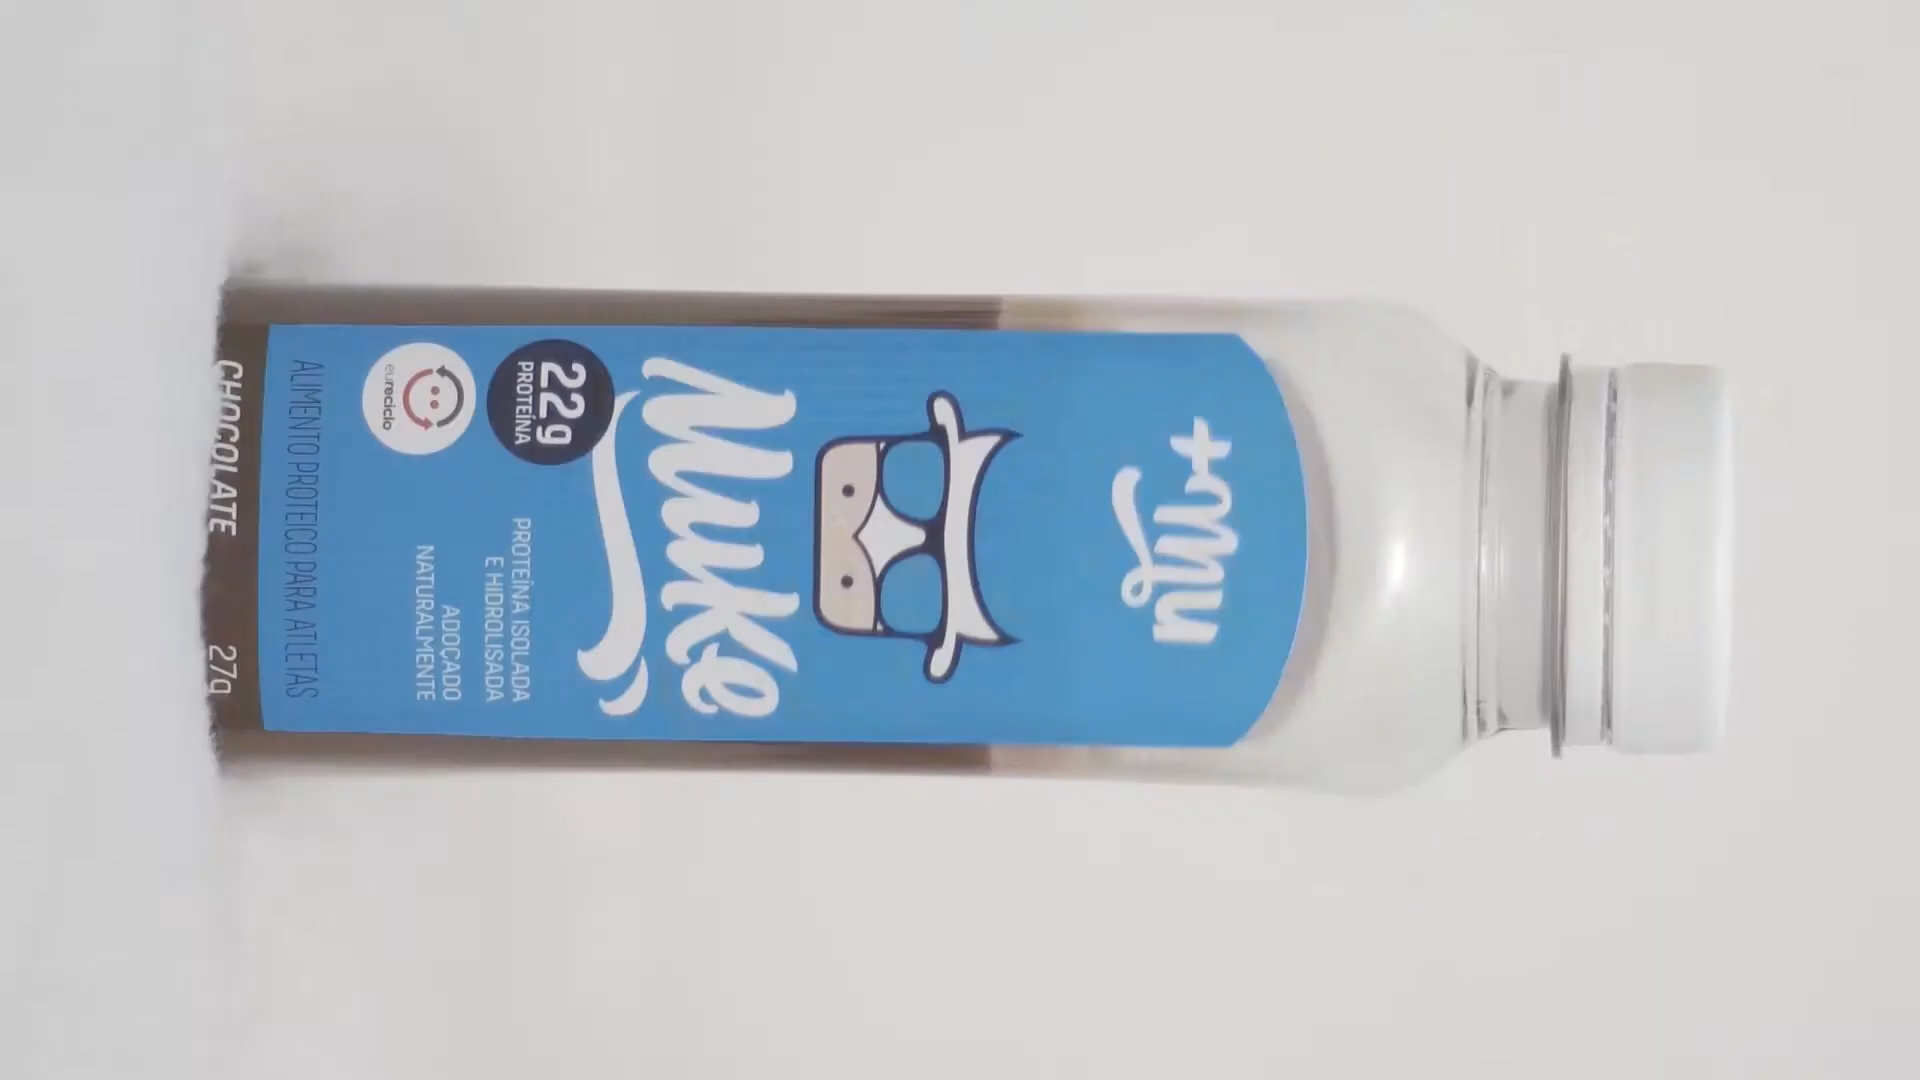 +Mu
Muke
22g
PROTEÍNA
PROTEÍNA ISOLADA
E HIDROLISADA
ADOÇADO
NATURALMENTE
eureciclo
ALIMENTO PROTEICO PARA ATLETAS
CHOCOLATE 27g